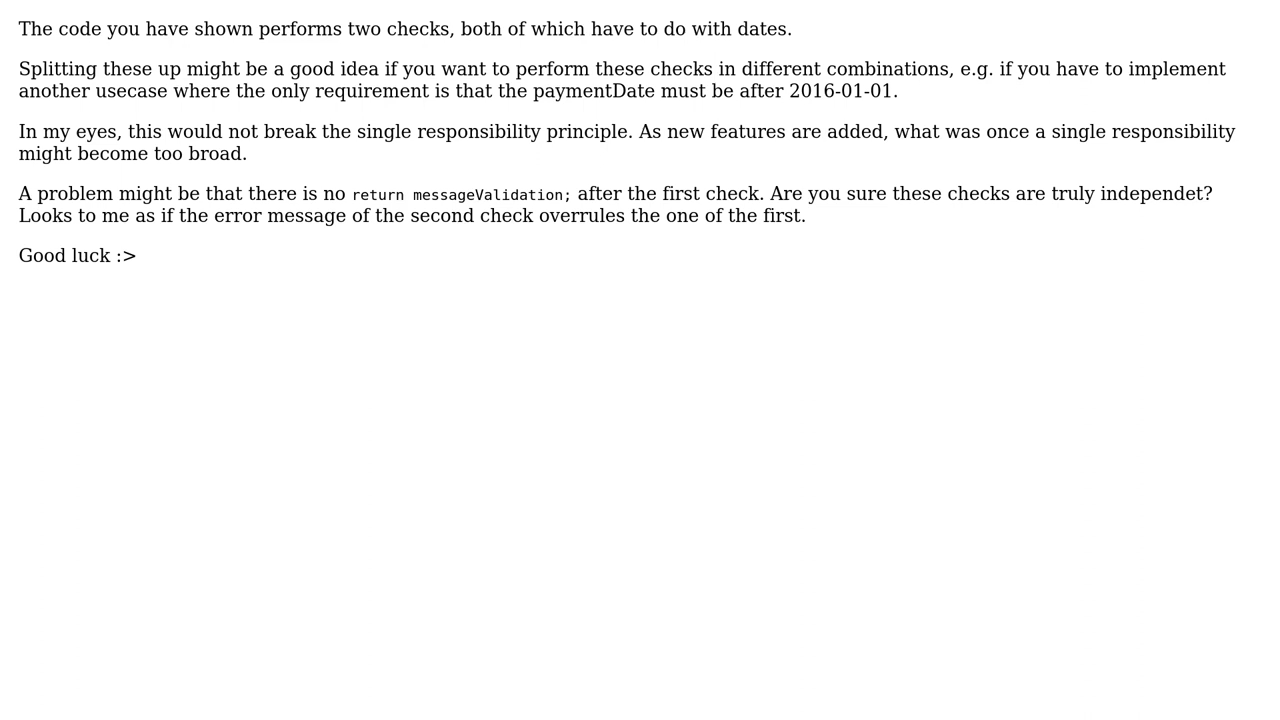 The code you have shown performs two checks, both of which have to do with dates.
Splitting these up might be a good idea if you want to perform these checks in different combinations, e.g. if you have to implement
another usecase where the only requirement is that the paymentDate must be after 2016-01-01.
In my eyes, this would not break the single responsibility principle. As new features are added, what was once a single responsibility
might become too broad.
A problem might be that there is no return messageValidation; after the first check. Are you sure these checks are truly independet?
Looks to me as if the error message of the second check overrules the one of the first.
Good luck :>